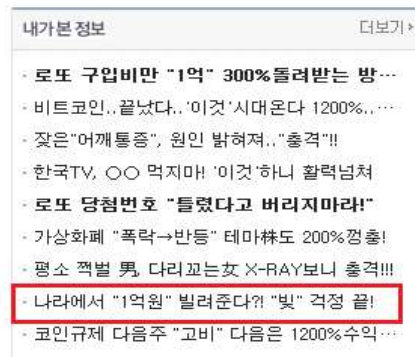 내가 본 정보 더보기 ▸
· 로또 구입비만 "1억" 300%돌려받는 방…
· 비트코인..끝났다..'이것'시대온다 1200%..…
· 잦은"어깨통증", 원인 밝혀져.."충격"!!
· 한국TV, ○○ 먹지마! '이것'하니 활력넘쳐
· 로또 당첨번호 "틀렸다고 버리지마라!"
· 가상화폐 "폭락→반등" 테마株도 200%껑충!
· 평소 쩍벌 男, 다리꼬는女 X-RAY보니 충격!!!
· 나라에서 "1억원" 빌려준다?! "빚" 걱정 끝!
· 코인규제 다음주 "고비" 다음은 1200%수익…